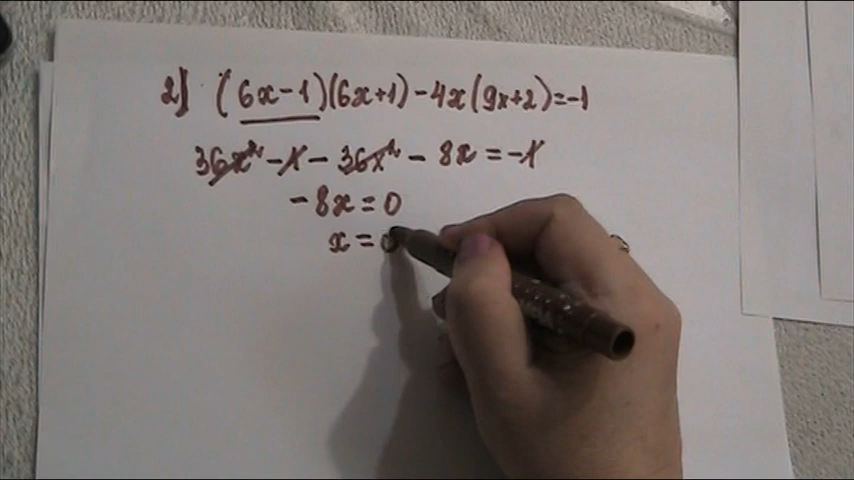 2) (6x-1)(6x+1)-4x(9x+2)=-1
36x²-1-36x²-8x=-1
-8x=0
x=0